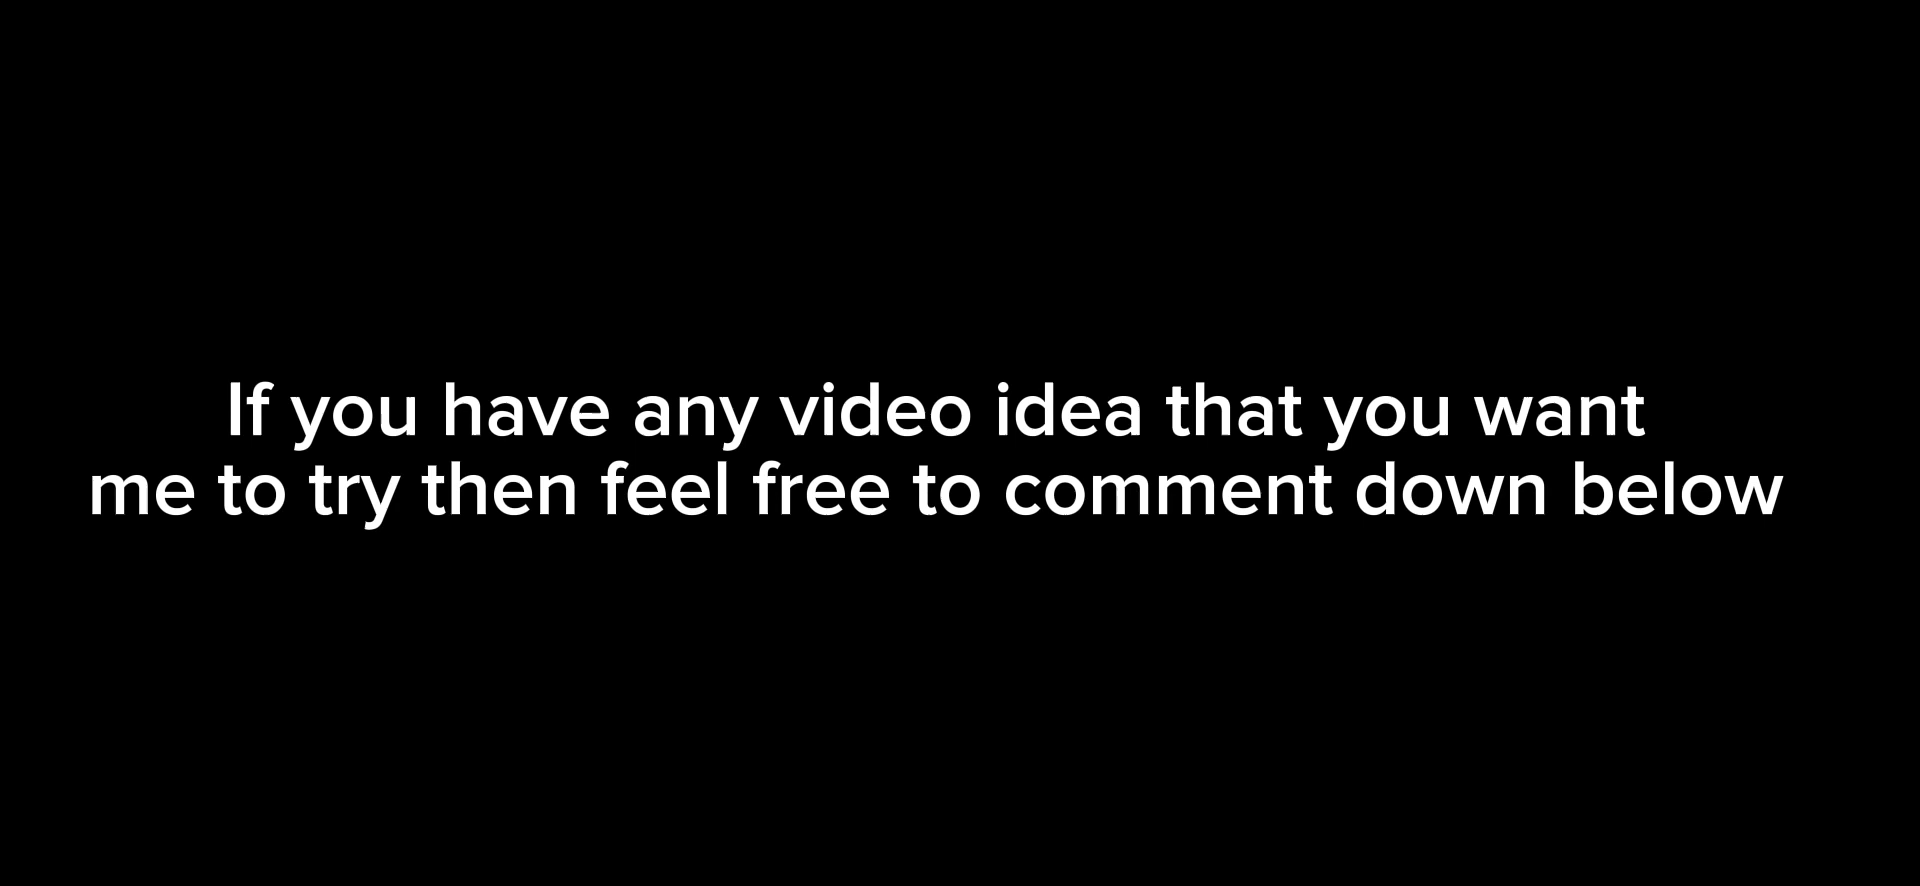 If you have any video idea that you want
me to try then feel free to comment down below